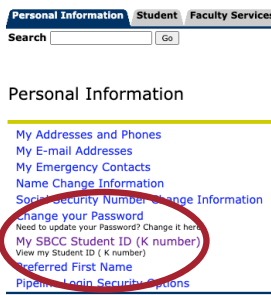 Personal Information Student Faculty Services
Search Go
Personal Information
My Addresses and Phones
My E-mail Addresses
My Emergency Contacts
Name Change Information
Social Security Number Change Information
Change your Password
Need to update your Password? Change it here
My SBCC Student ID (K number)
View my Student ID ( K number)
Preferred First Name
Pipeline Login Security Options